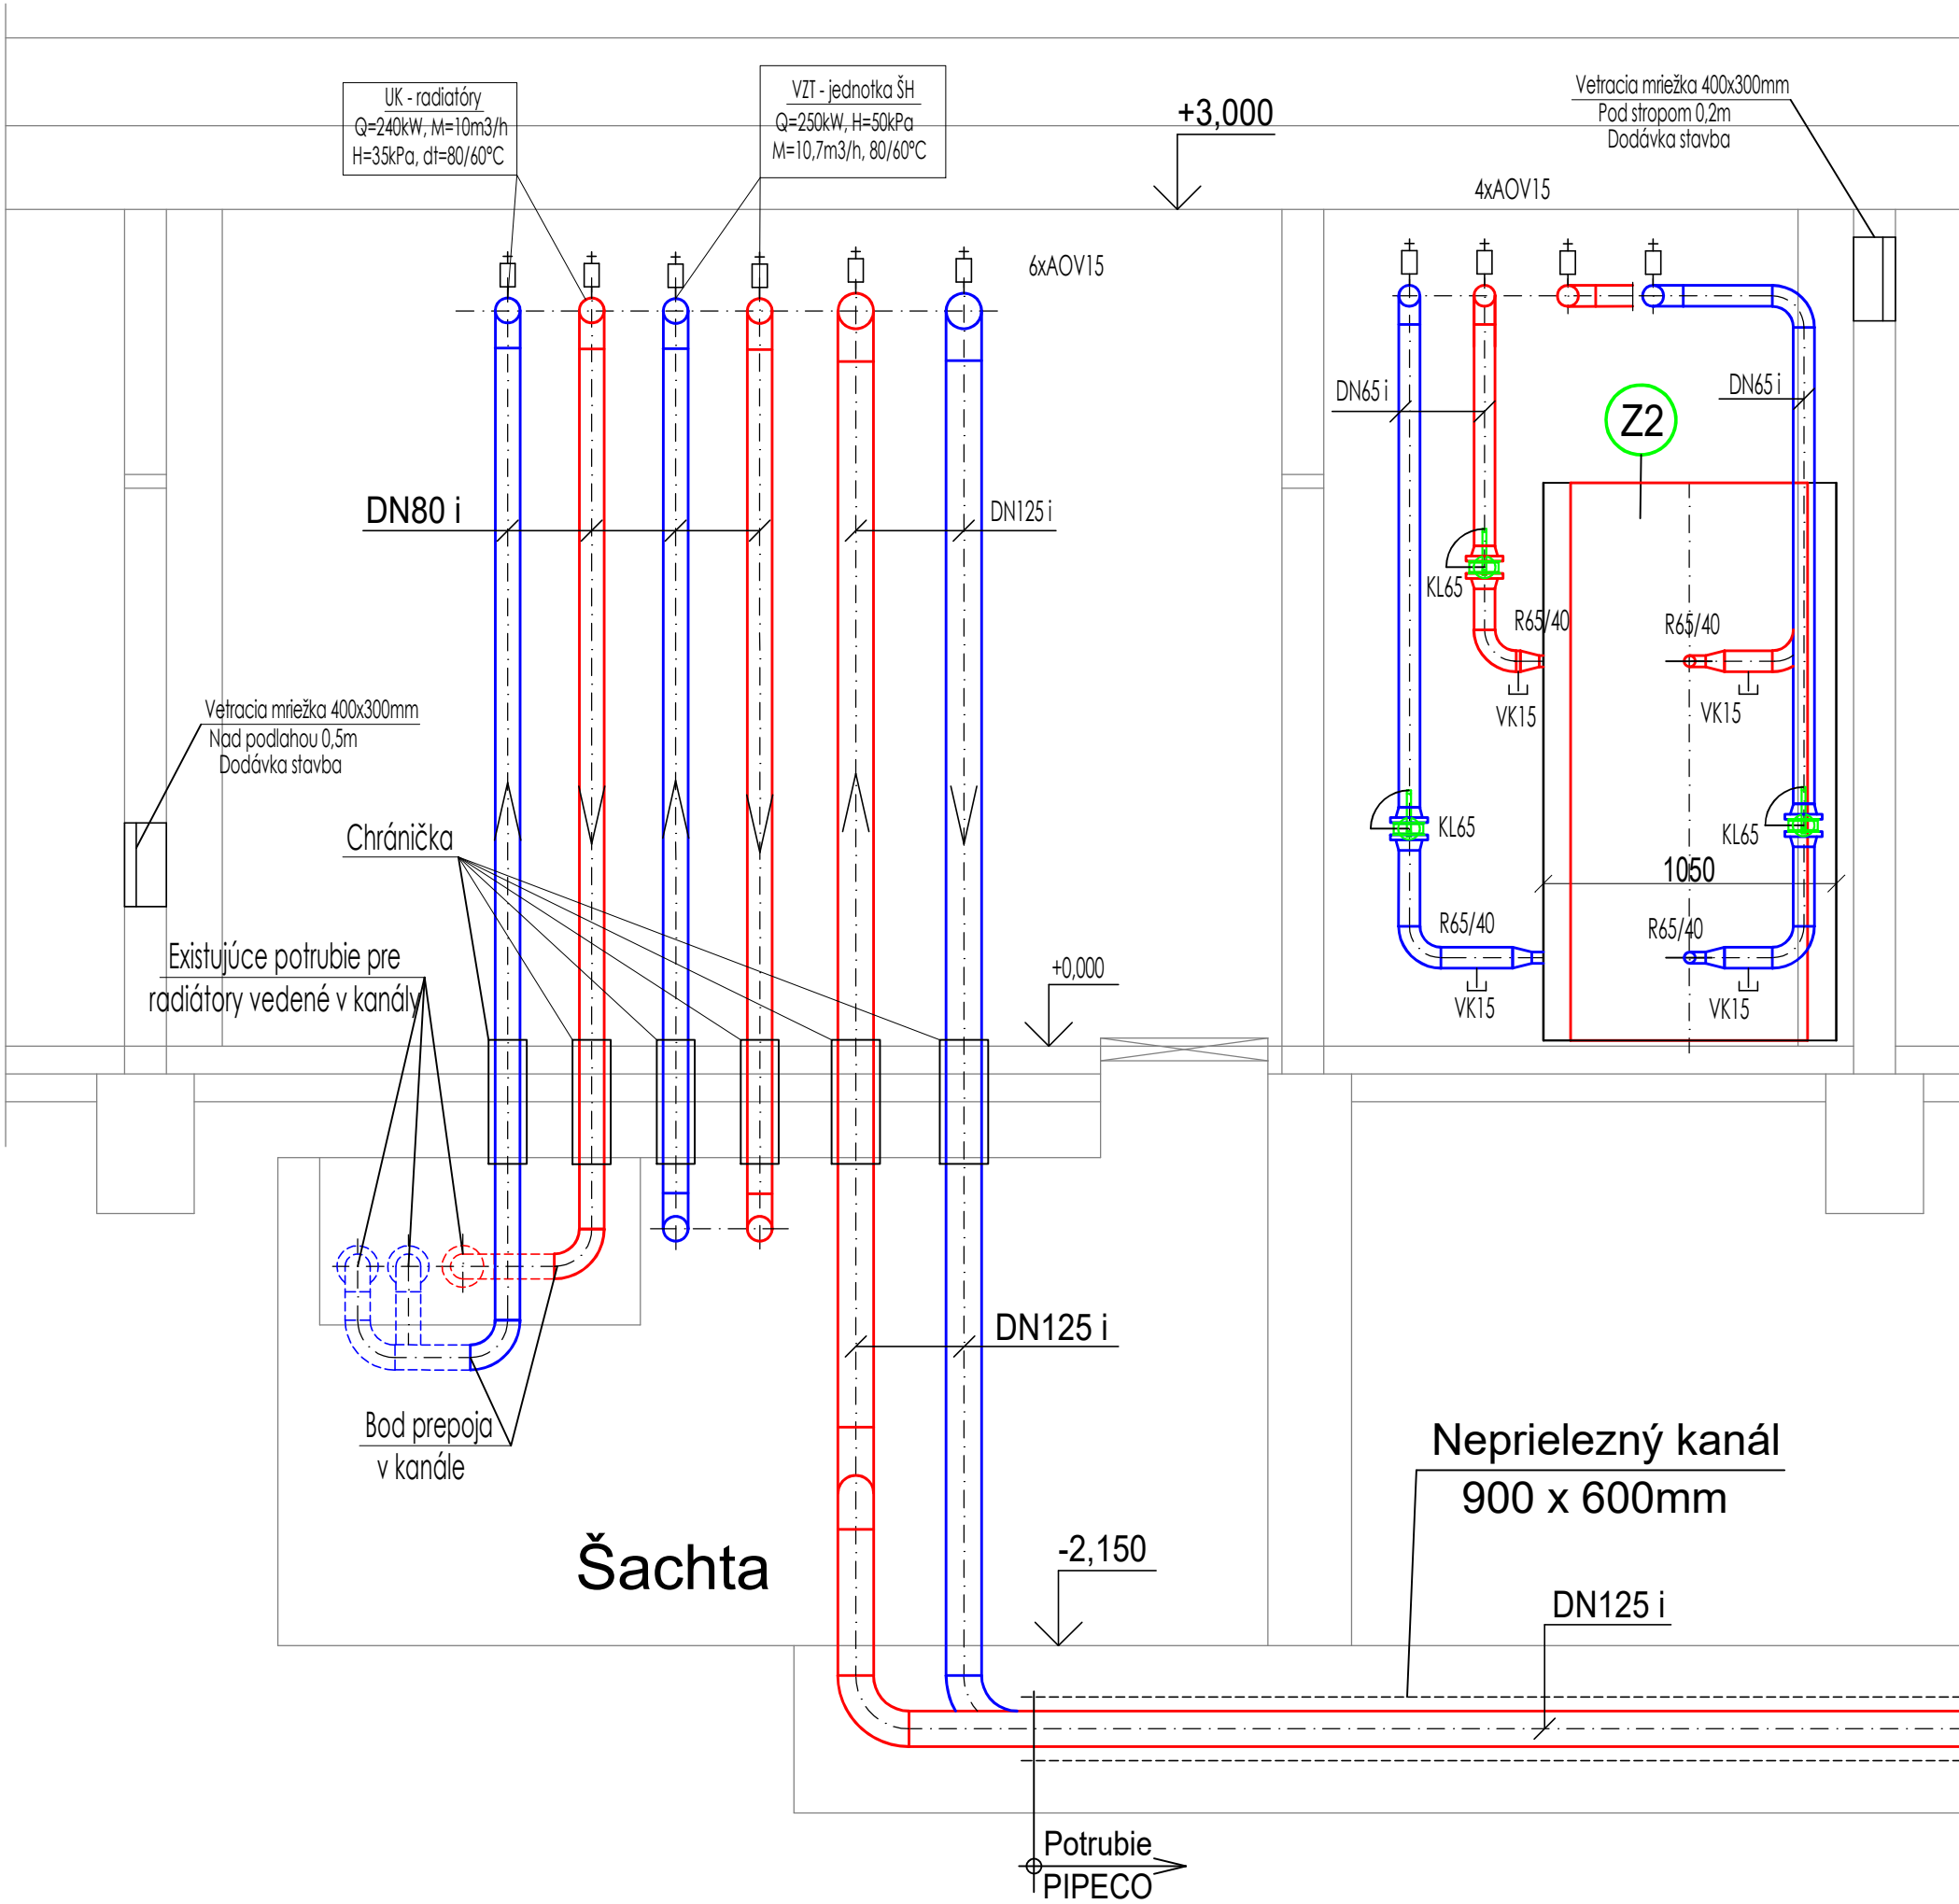 UK - radiatóry
Q=240kW, M=10m3/h
H=35kPa, dt=80/60ºC
VZT - jednotka ŠH
Q=250kW, H=50kPa
M=10,7m3/h, 80/60ºC
+3,000
Vetracia mriežka 400x300mm
Pod stropom 0,2m
Dodávka stavba
4xAOV15
6xAOV15
DN65 i
DN65 i
Z2
DN80 i
DN125 i
KL65
R65/40
R65/40
VK15
VK15
Vetracia mriežka 400x300mm
Nad podlahou 0,5m
Dodávka stavba
Chránička
KL65
KL65
1050
Existujúce potrubie pre
radiátory vedené v kanály
R65/40
R65/40
+0,000
VK15
VK15
DN125 i
Bod prepoja
v kanále
Neprielezný kanál
900 x 600mm
Šachta
-2,150
DN125 i
Potrubie
PIPECO